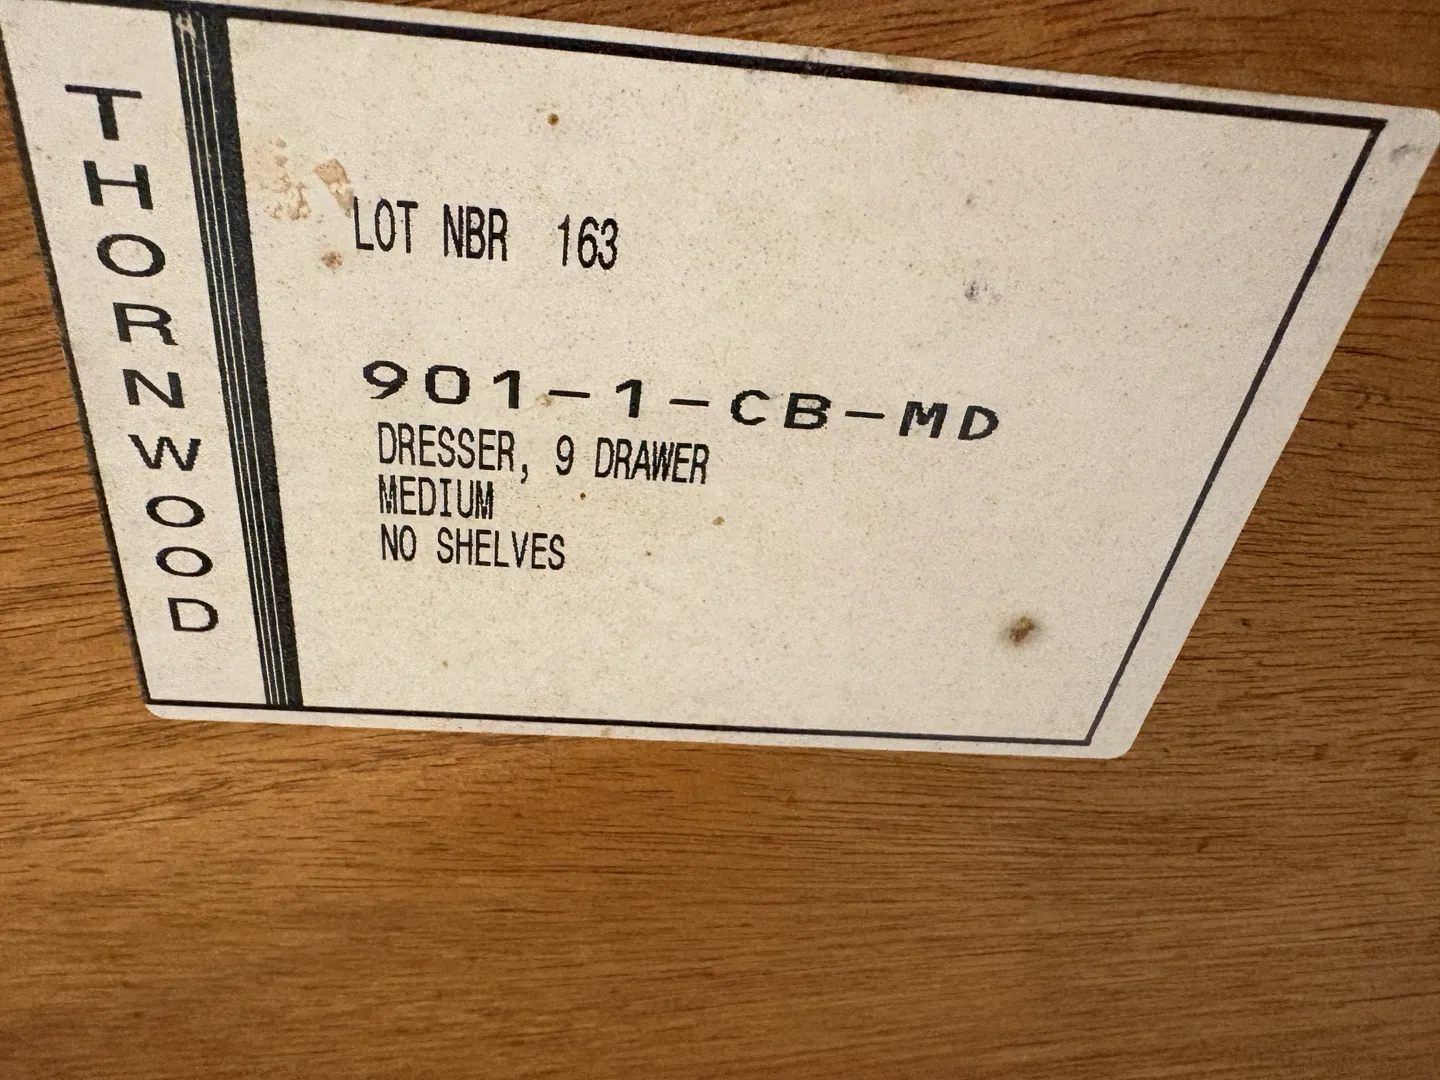 THORNWOOD
LOT NBR 163
901-1-CB-MD
DRESSER, 9 DRAWER
MEDIUM
NO SHELVES